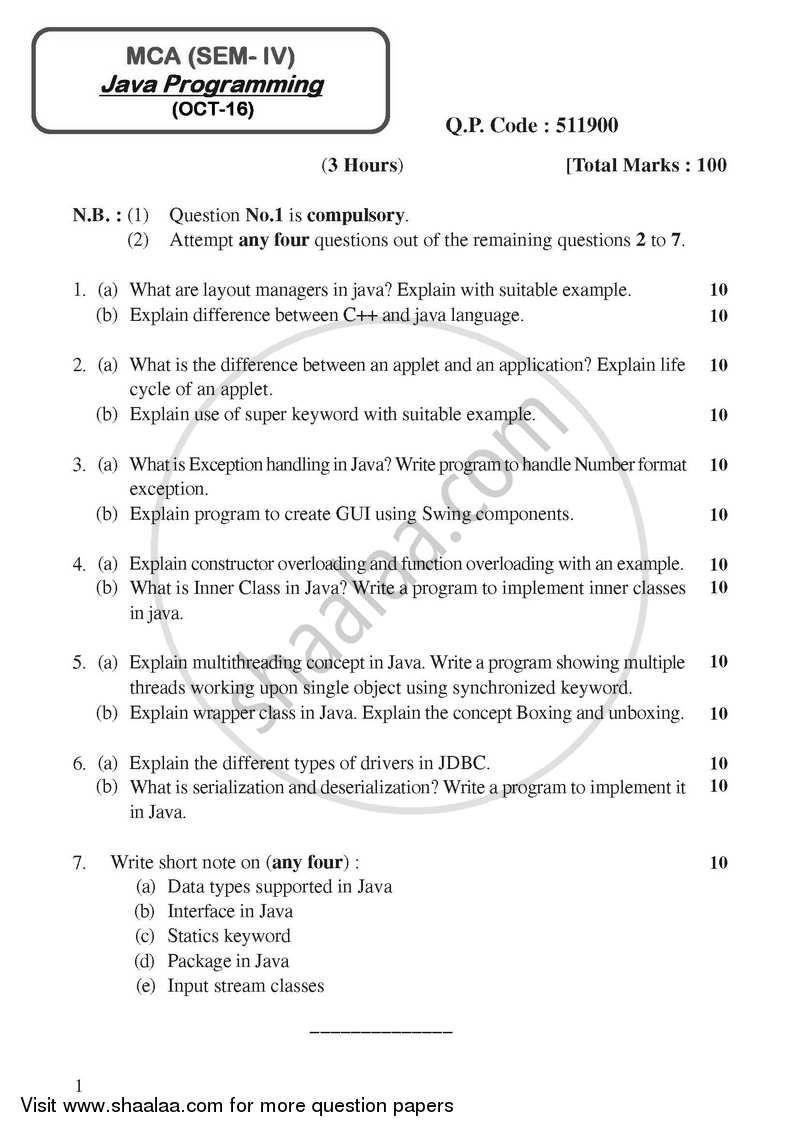 MCA (SEM- IV)
Java Programming
(OCT-16)
Q.P. Code : 511900
(3 Hours) [Total Marks : 100
N.B. : (1) Question No.1 is compulsory.
(2) Attempt any four questions out of the remaining questions 2 to 7.
1. (a) What are layout managers in java? Explain with suitable example. 10
(b) Explain difference between C++ and java language. 10
2. (a) What is the difference between an applet and an application? Explain life 10
cycle of an applet.
(b) Explain use of super keyword with suitable example. 10
3. (a) What is Exception handling in Java? Write program to handle Number format 10
exception.
(b) Explain program to create GUI using Swing components. 10
4. (a) Explain constructor overloading and function overloading with an example. 10
(b) What is Inner Class in Java? Write a program to implement inner classes 10
in java.
5. (a) Explain multithreading concept in Java. Write a program showing multiple 10
threads working upon single object using synchronized keyword.
(b) Explain wrapper class in Java. Explain the concept Boxing and unboxing. 10
6. (a) Explain the different types of drivers in JDBC. 10
(b) What is serialization and deserialization? Write a program to implement it 10
in Java.
7. Write short note on (any four) : 10
(a) Data types supported in Java
(b) Interface in Java
(c) Statics keyword
(d) Package in Java
(e) Input stream classes
shaalaa.com
1
Visit www.shaalaa.com for more question papers